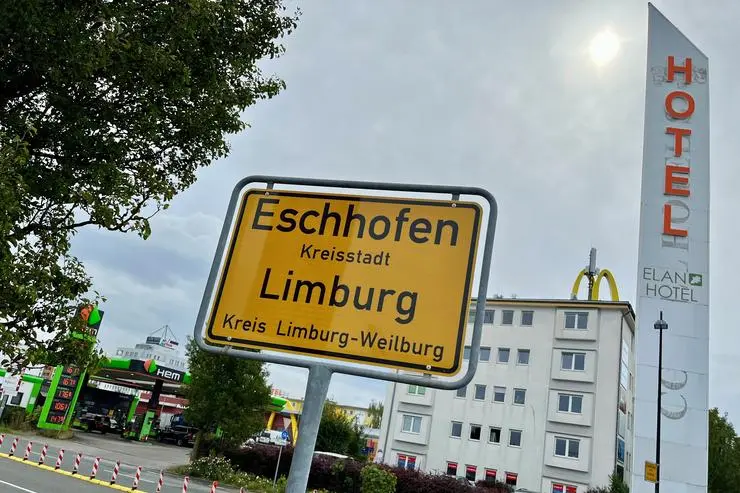 Eschhofen
Kreisstadt
Limburg
Kreis Limburg-Weilburg
HOTEL
ELAN
HOTEL
HEM